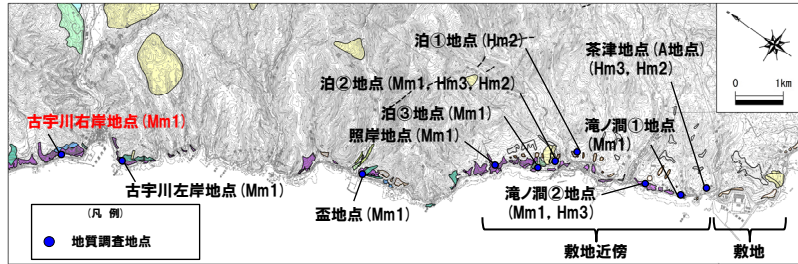 泊①地点(Hm2)
茶津地点(A地点)
(Hm3, Hm2)
泊②地点(Mm1, Hm3, Hm2)
0 1km
泊③地点(Mm1)
古宇川右岸地点(Mm1)
照岸地点(Mm1)
滝ノ澗①地点
(Mm1)
古宇川左岸地点(Mm1)
盃地点(Mm1)
滝ノ澗②地点
(Mm1, Hm3)
(凡 例)
地質調査地点
敷地近傍
敷地